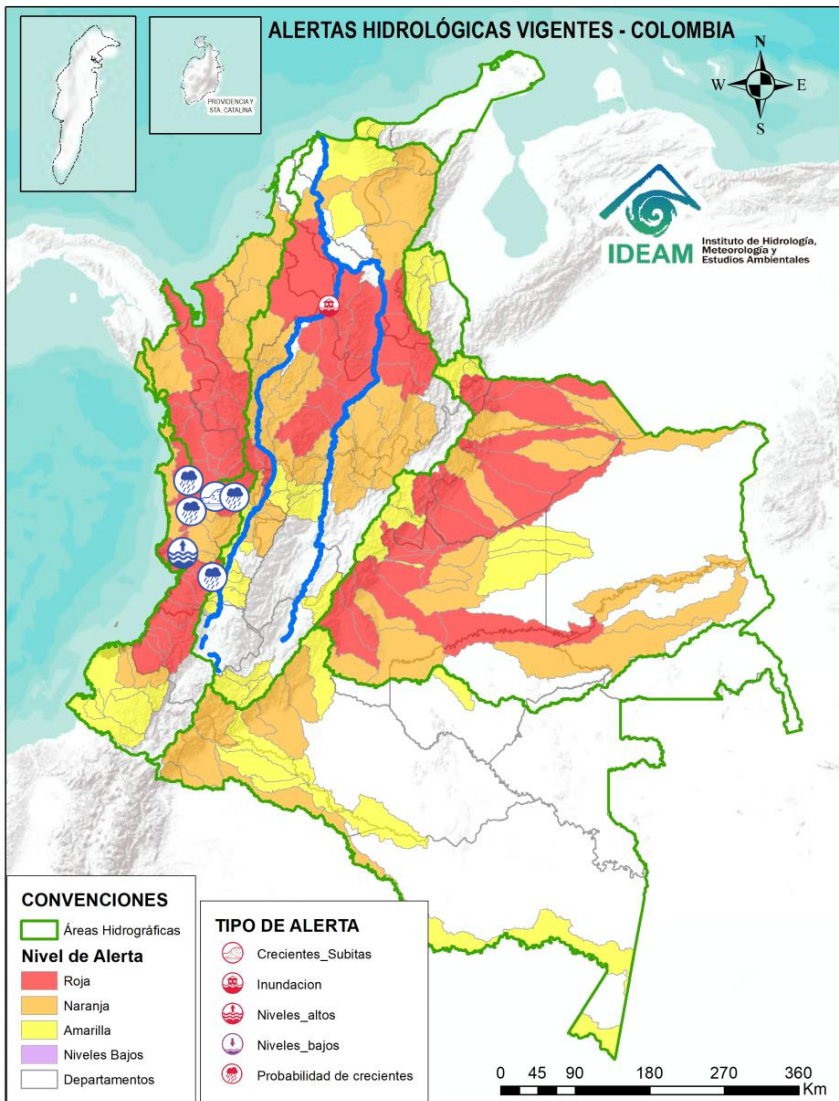 ALERTAS HIDROLÓGICAS VIGENTES - COLOMBIA
PROVIDENCIA Y
STA. CATALINA
N
W E
S
IDEAM
Instituto de Hidrología,
Meteorología y
Estudios Ambientales
CONVENCIONES
Áreas Hidrográficas
Nivel de Alerta
Roja
Naranja
Amarilla
Niveles Bajos
Departamentos
TIPO DE ALERTA
Crecientes_Subitas
Inundacion
Niveles_altos
Niveles_bajos
Probabilidad de crecientes
0 45 90 180 270 360
Km